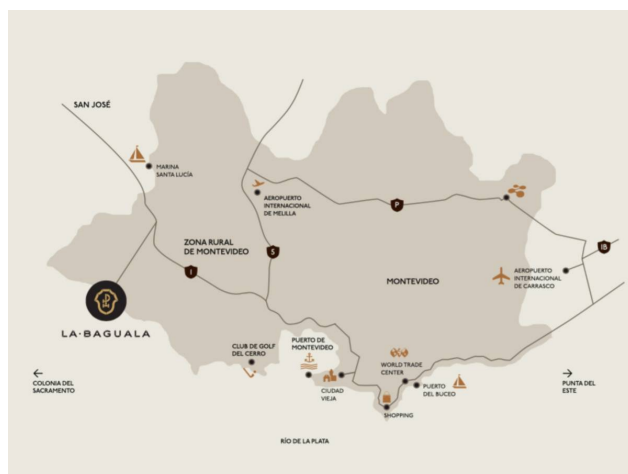 SAN JOSÉ
MARINA
SANTA LUCÍA
AEROPUERTO
INTERNACIONAL
DE MELILLA
P
ZONA RURAL
DE MONTEVIDEO
5
IB
1
MONTEVIDEO
AEROPUERTO
INTERNACIONAL
DE CARRASCO
LA·BAGUALA
CLUB DE GOLF
DEL CERRO
PUERTO DE
MONTEVIDEO
WORLD TRADE
CENTER
COLONIA DEL
SACRAMENTO
CIUDAD
VIEJA
PUERTO
DEL BUCEO
PUNTA DEL
ESTE
SHOPPING
RÍO DE LA PLATA